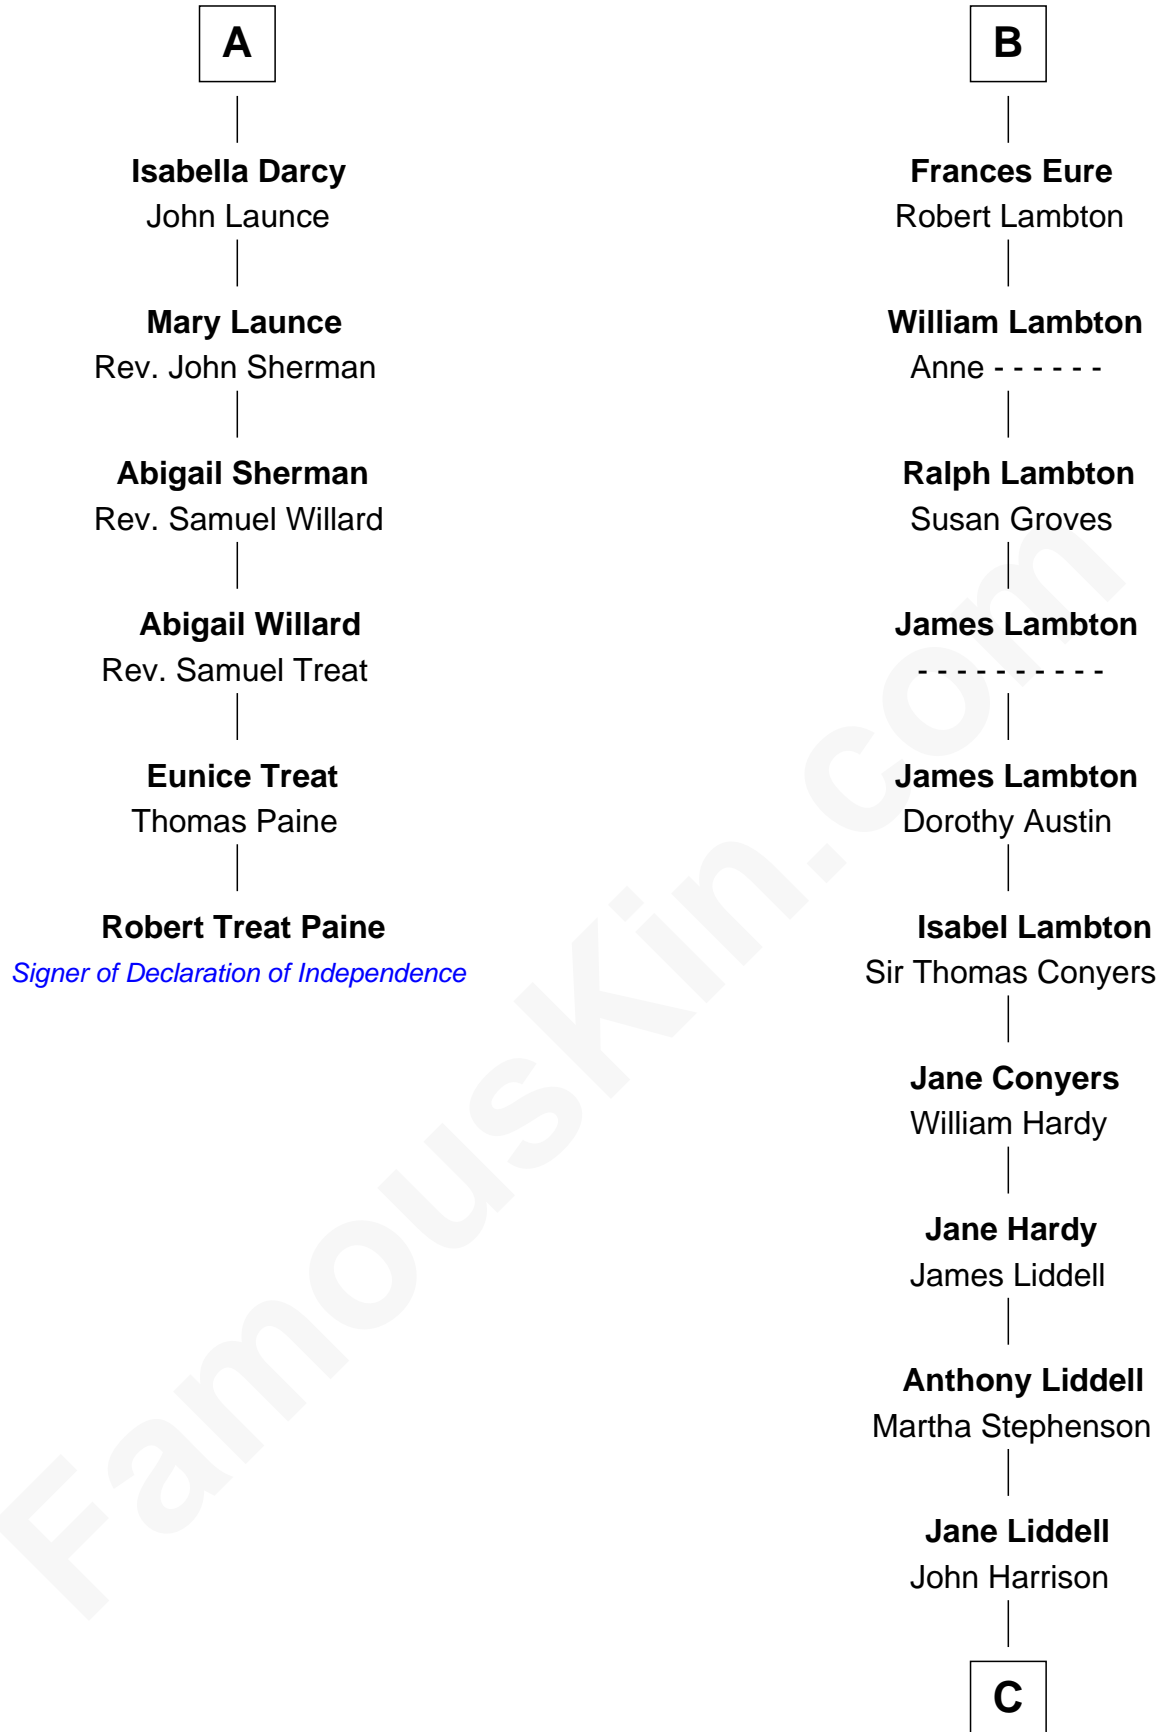 A
Isabella Darcy
John Launce
Mary Launce
Rev. John Sherman
Abigail Sherman
Rev. Samuel Willard
Abigail Willard
Rev. Samuel Treat
Eunice Treat
Thomas Paine
Robert Treat Paine
Signer of Declaration of Independence
B
Frances Eure
Robert Lambton
William Lambton
Anne - - - - - -
Ralph Lambton
Susan Groves
James Lambton
- - - - - - - - - -
James Lambton
Dorothy Austin
Isabel Lambton
Sir Thomas Conyers
Jane Conyers
William Hardy
Jane Hardy
James Liddell
Anthony Liddell
Martha Stephenson
Jane Liddell
John Harrison
C
FamousKin.com